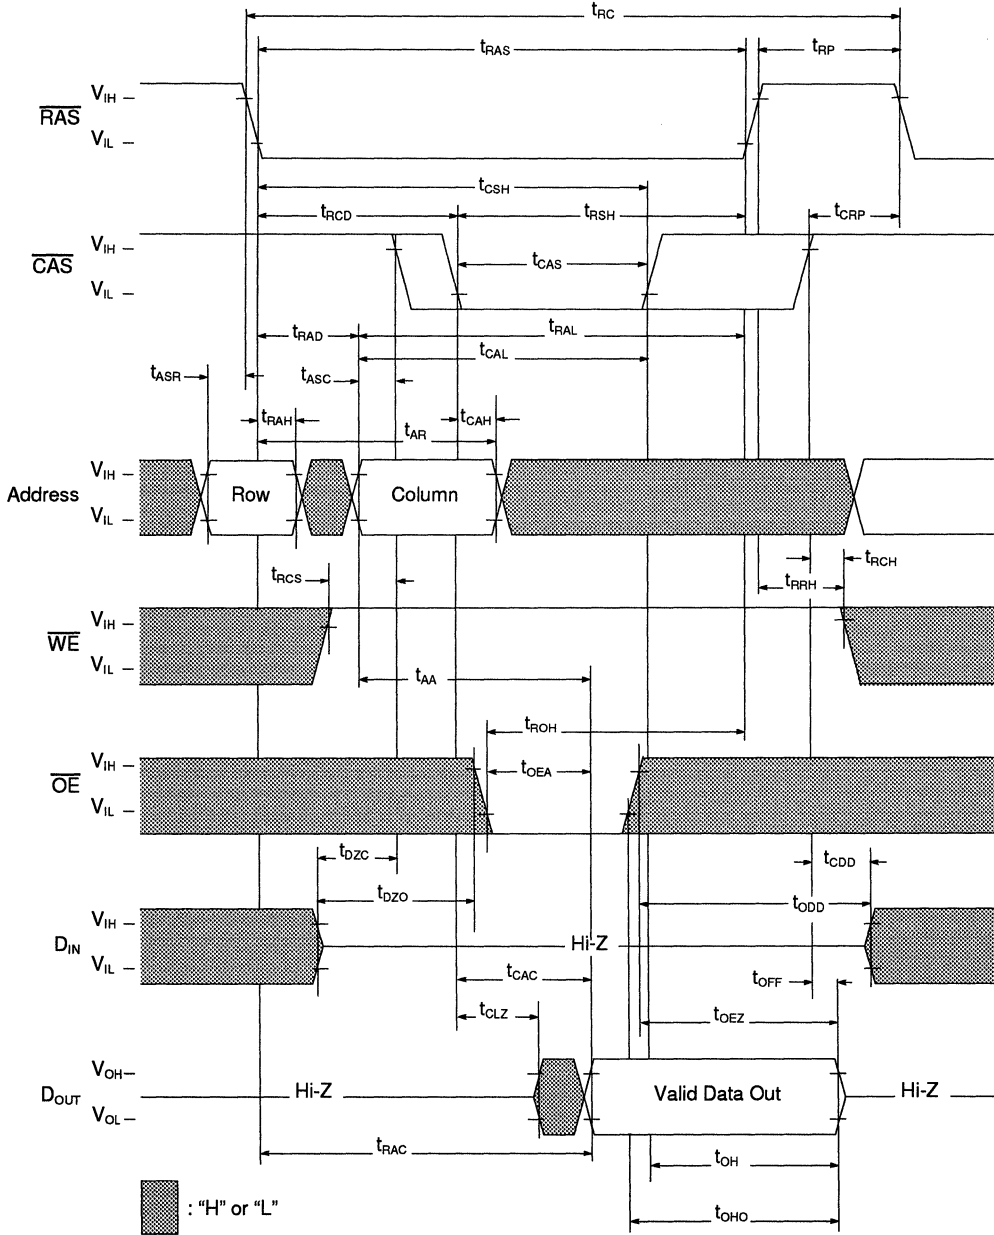 tRC
tRAS tRP
VIH
RAS
VIL
tCSH
tRCD tRSH tCRP
VIH
CAS tCAS
VIL
tRAD tRAL
tCAL
tASR tASC
tRAH tCAH
tAR
VIH
Address Row Column
VIL
tRCH
tRCS tRRH
VIH
WE
VIL
tAA
tROH
VIH
OE tOEA
VIL
tDZC tCDD
tDZO tODD
VIH
DIN Hi-Z
VIL
tCAC tOFF
tCLZ tOEZ
VOH
DOUT Hi-Z Valid Data Out Hi-Z
VOL
tRAC
tOH
: “H” or “L”
tOHO